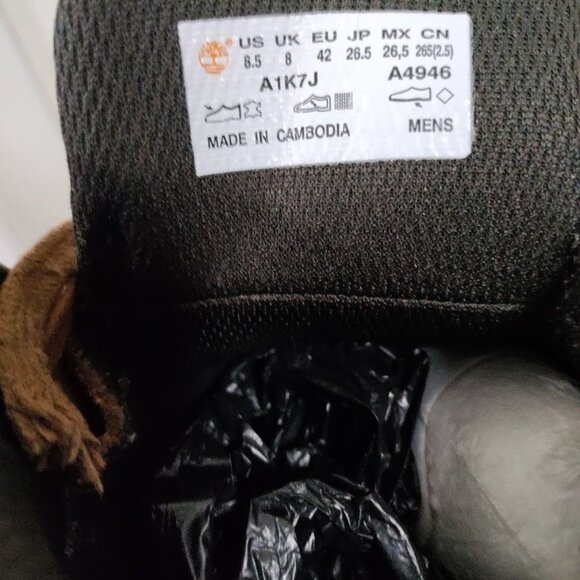 US UK EU JP MX CN
8.5 8 42 26.5 26,5 265(2.5)
A1K7J A4946
MADE IN CAMBODIA MENS